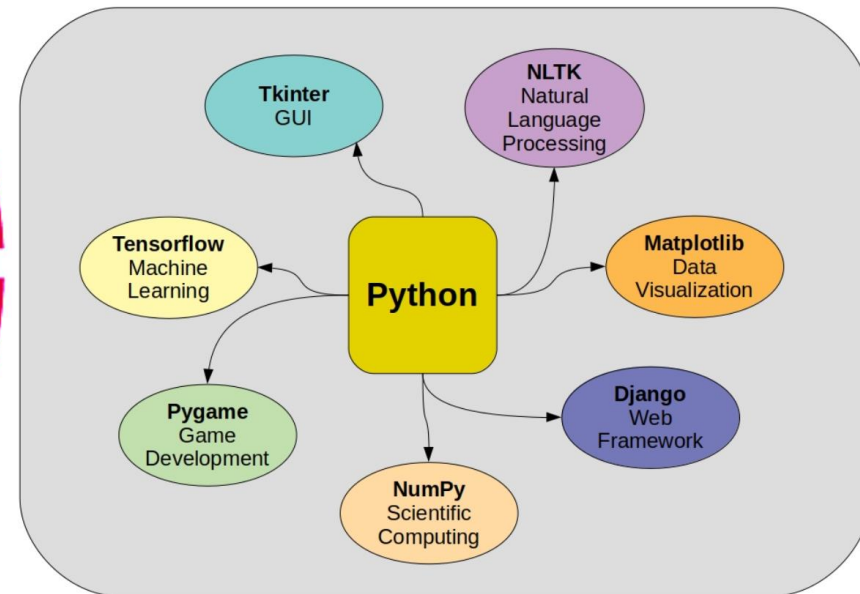 Tkinter
GUI
NLTK
Natural
Language
Processing
Tensorflow
Machine
Learning
Python
Matplotlib
Data
Visualization
Pygame
Game
Development
Django
Web
Framework
NumPy
Scientific
Computing